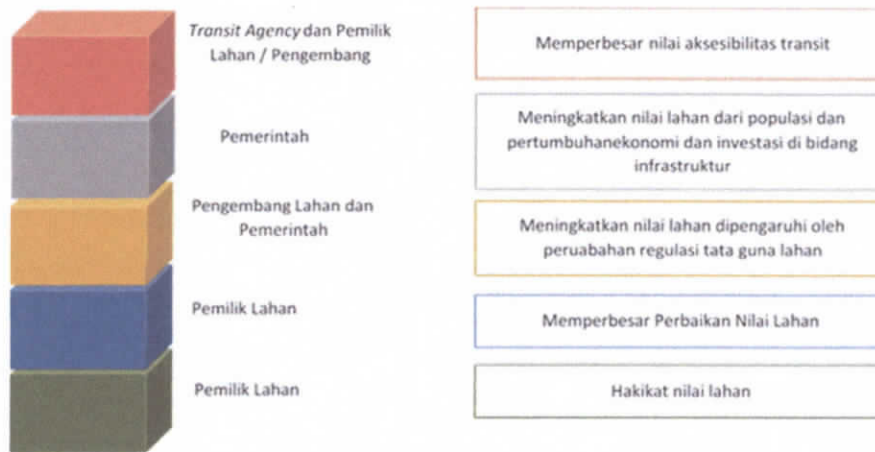 Transit Agency dan Pemilik
Lahan / Pengembang
Memperbesar nilai aksesibilitas transit
Pemerintah
Meningkatkan nilai lahan dari populasi dan
pertumbuhanekonomi dan investasi di bidang
infrastruktur
Pengembang Lahan dan
Pemerintah
Meningkatkan nilai lahan dipengaruhi oleh
peruabahan regulasi tata guna lahan
Pemilik Lahan
Memperbesar Perbaikan Nilai Lahan
Pemilik Lahan
Hakikat nilai lahan